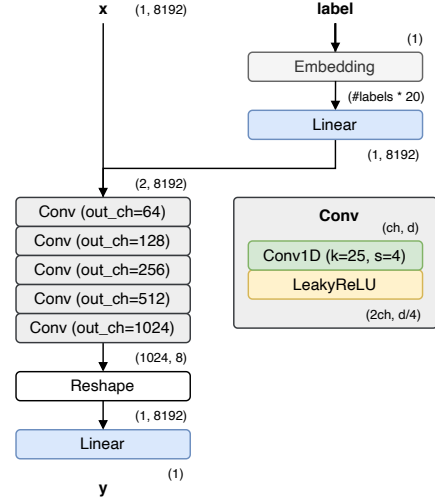 x
(1, 8192)
label
(1)
Embedding
(#labels * 20)
Linear
(1, 8192)
(2, 8192)
Conv (out_ch=64)
Conv (out_ch=128)
Conv (out_ch=256)
Conv (out_ch=512)
Conv (out_ch=1024)
(1024, 8)
Reshape
(1, 8192)
Linear
(1)
y
Conv
(ch, d)
Conv1D (k=25, s=4)
LeakyReLU
(2ch, d/4)